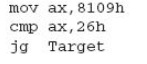 mov ax,8109h
cmp ax,26h
jg  Target